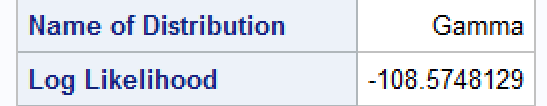 Name of Distribution Gamma
Log Likelihood -108.5748129